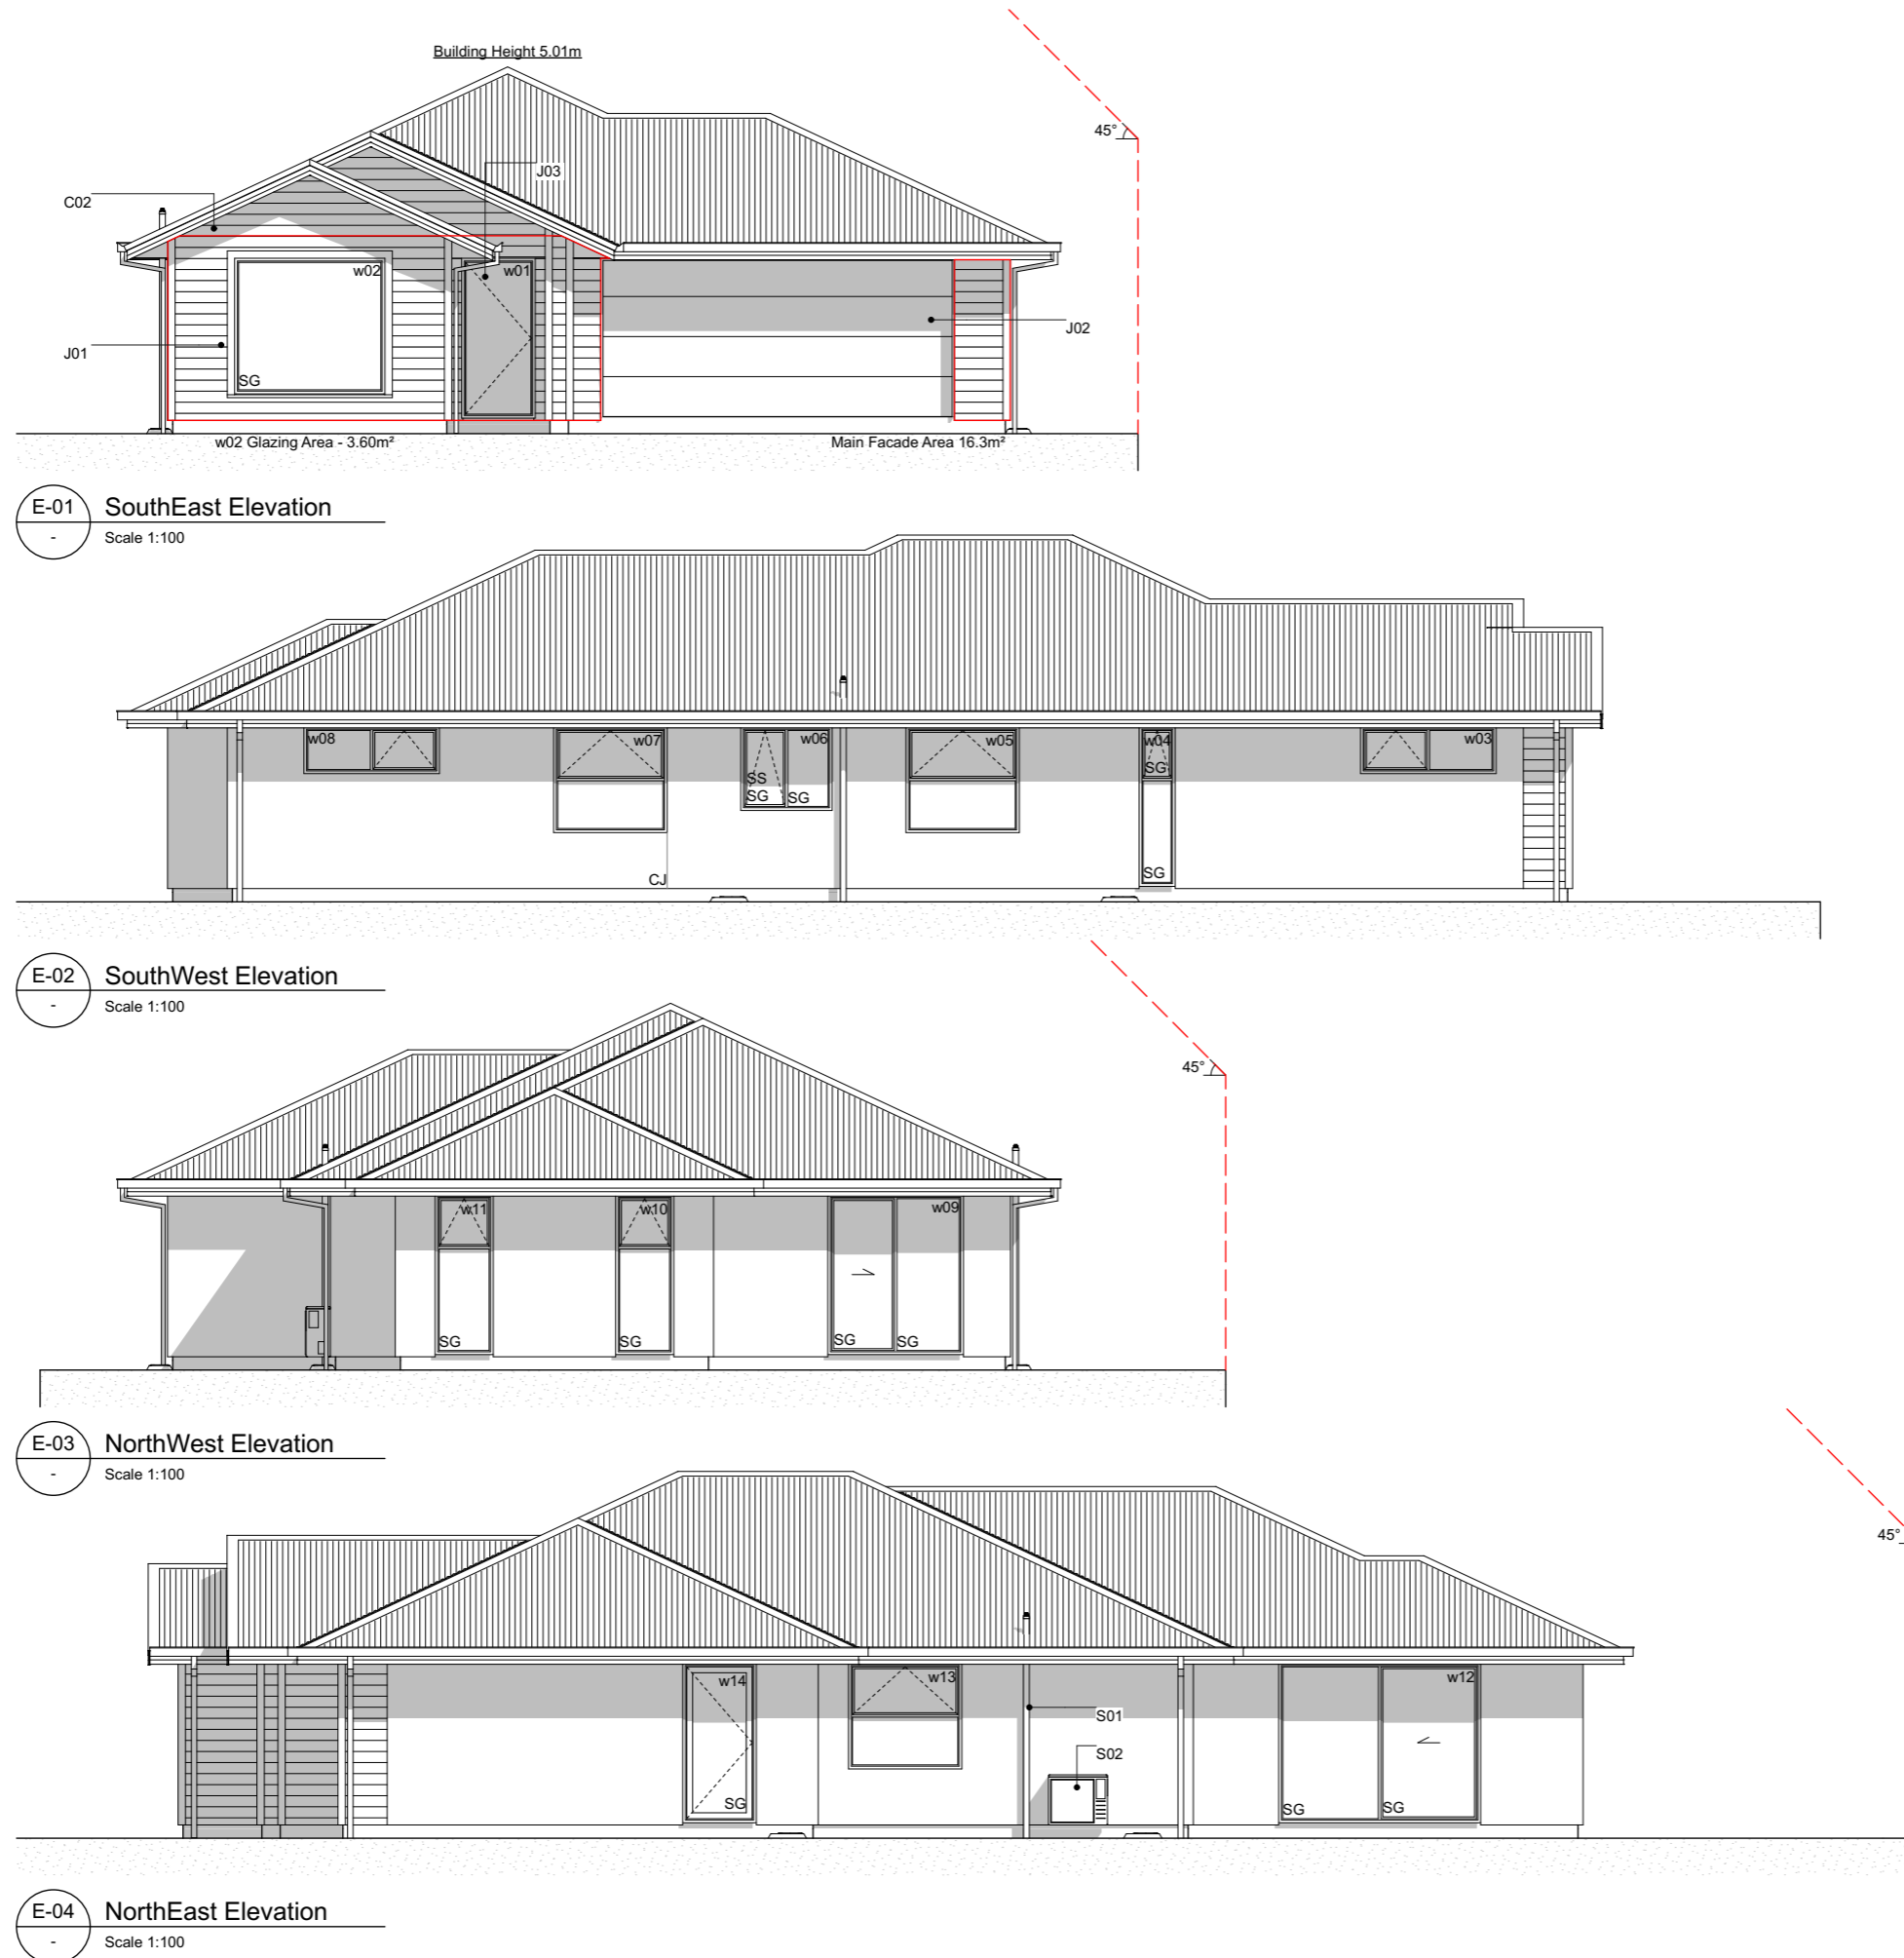 Building Height 5.01m
45°
J03
C02
w02
w01
J02
J01
SG
w02 Glazing Area - 3.60m²
Main Facade Area 16.3m²
E-01
SouthEast Elevation
-
Scale 1:100
w08
w07
w06
w05
w04
w03
SG
SS
SG
SG
SG
CJ
E-02
SouthWest Elevation
-
Scale 1:100
45°
w11
w10
w09
SG
SG
SG
SG
E-03
NorthWest Elevation
-
Scale 1:100
45°
w14
w13
w12
S01
S02
SG
SG
SG
E-04
NorthEast Elevation
-
Scale 1:100